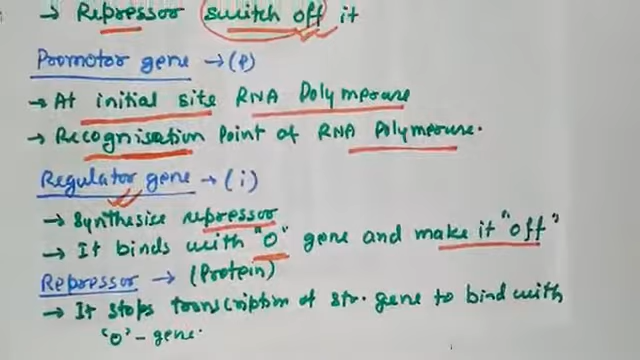 → Repressor switch off it
Promotor gene → (P)
→ At initial site RNA Polymerase
→ Recognisation Point of RNA Polymerase.
Regulator gene → (i)
→ Synthesize repressor
→ It binds with "O" gene and make it "off"
Repressor → (Protein)
→ It stops transcription of str. gene to bind with
'O' - gene.